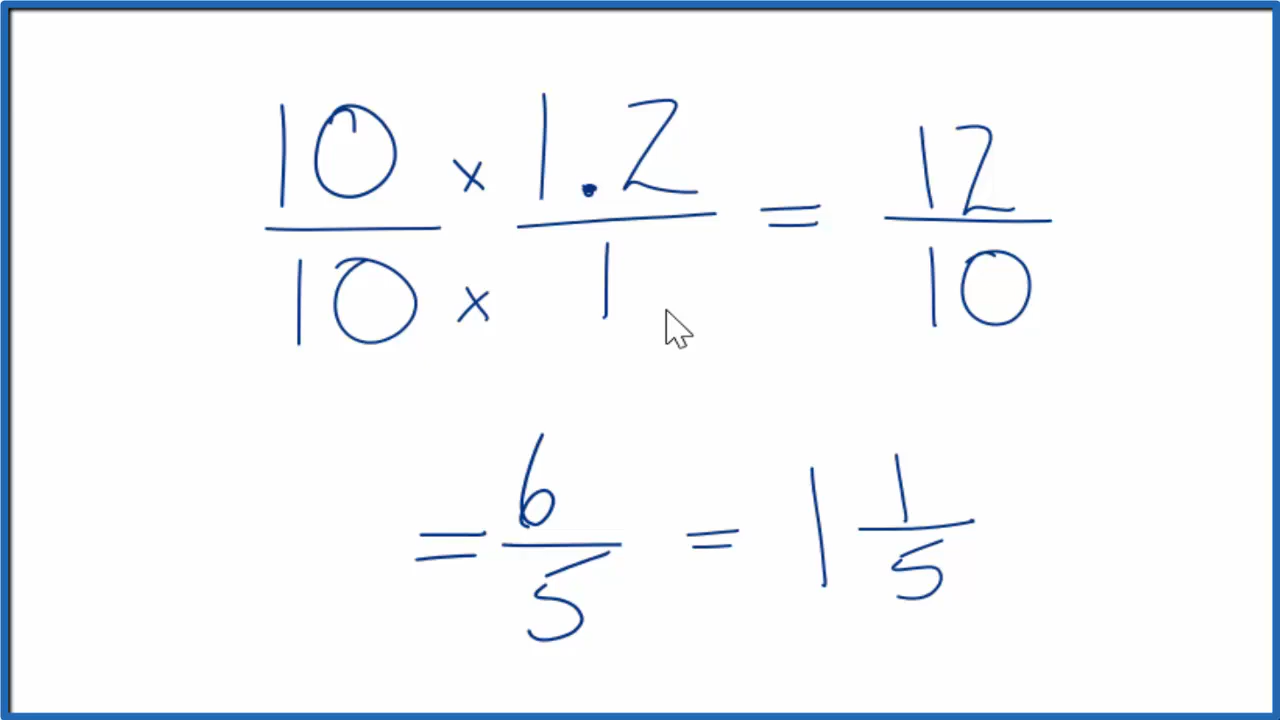 10 × 1.2 = 12
10 × 1 10
= 6/5 = 1 1/5